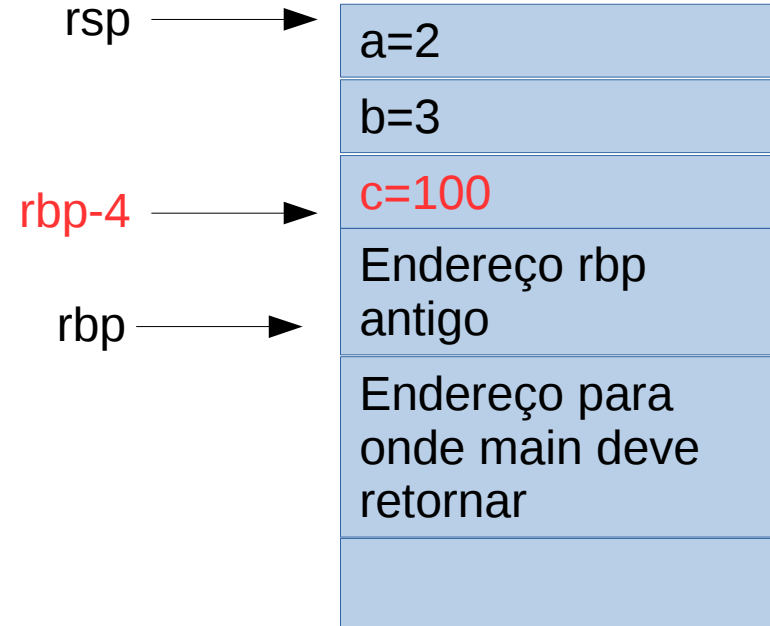 rsp
a=2
b=3
rbp-4
c=100
Endereço rbp
antigo
rbp
Endereço para
onde main deve
retornar